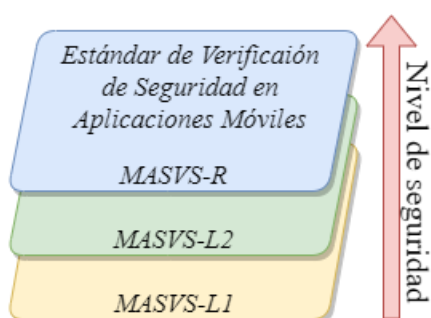 Estándar de Verificaión
de Seguridad en
Aplicaciones Móviles
MASVS-R
MASVS-L2
MASVS-L1
Nivel de seguridad